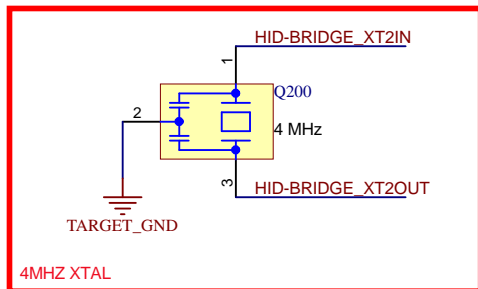 HID-BRIDGE_XT2IN
1
Q200
2
4 MHz
3
HID-BRIDGE_XT2OUT
TARGET_GND
4MHZ XTAL